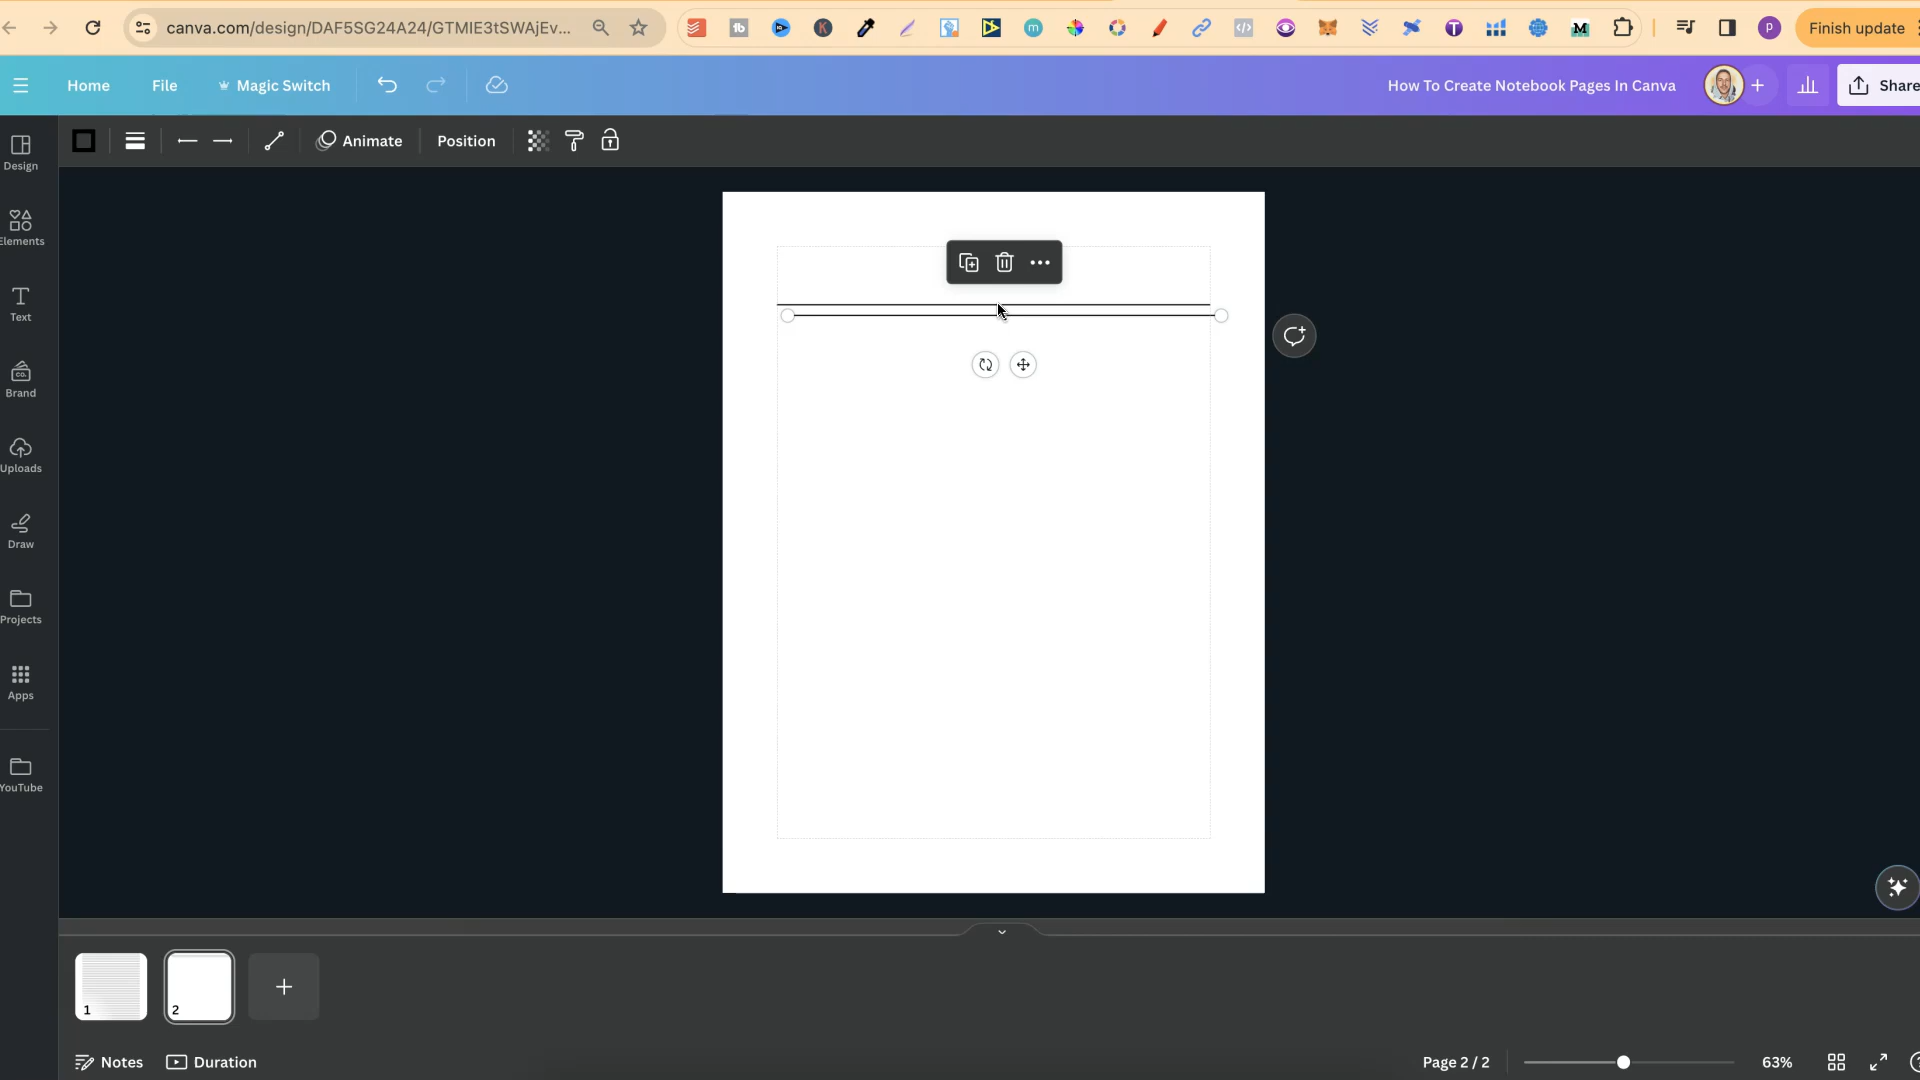 canva.com/design/DAF5SG24A24/GTMIE3tSWAjEv...
Finish update
Home
File
Magic Switch
How To Create Notebook Pages In Canva
Share
Animate
Position
Design
Elements
Text
CO.
Brand
Uploads
Draw
Projects
Apps
YouTube
1
2
Notes
Duration
Page 2 / 2
63%